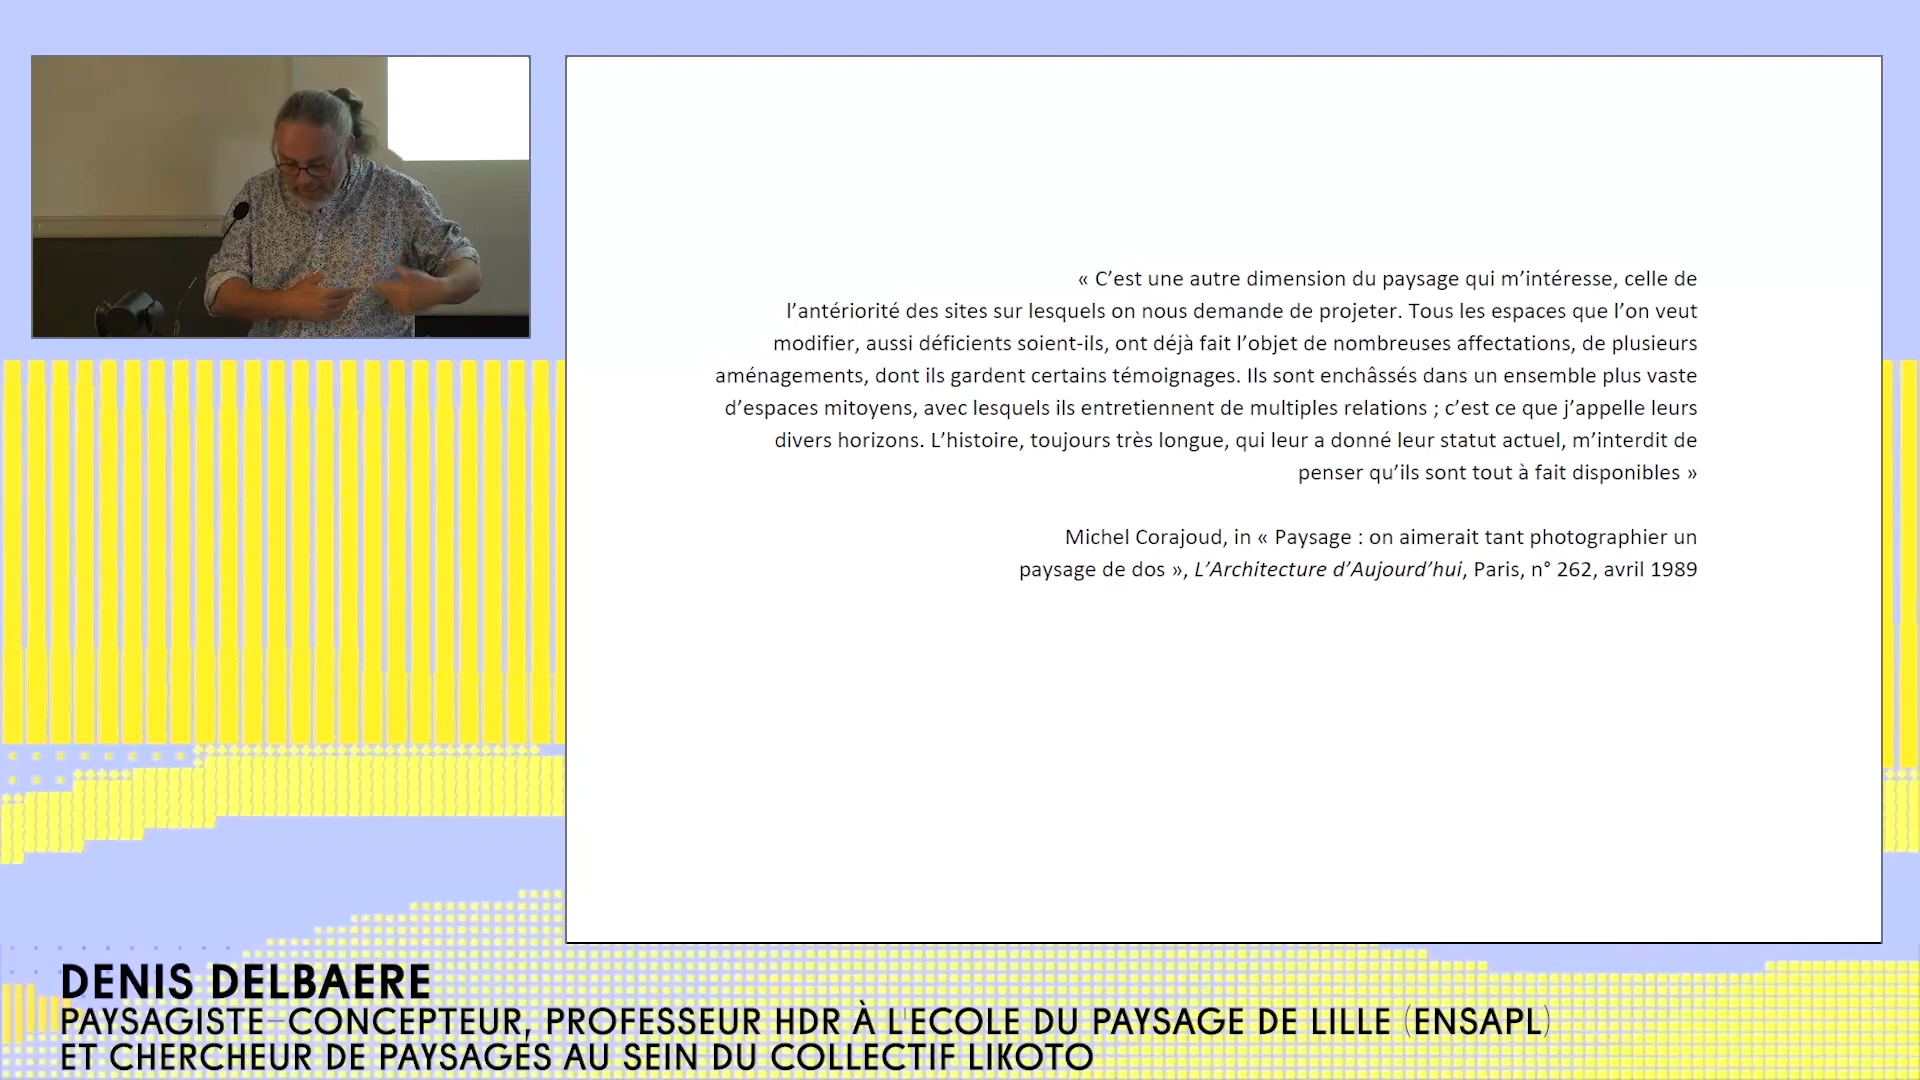 « C’est une autre dimension du paysage qui m’intéresse, celle de
l’antériorité des sites sur lesquels on nous demande de projeter. Tous les espaces que l’on veut
modifier, aussi déficients soient-ils, ont déjà fait l’objet de nombreuses affectations, de plusieurs
aménagements, dont ils gardent certains témoignages. Ils sont enchâssés dans un ensemble plus vaste
d’espaces mitoyens, avec lesquels ils entretiennent de multiples relations ; c’est ce que j’appelle leurs
divers horizons. L’histoire, toujours très longue, qui leur a donné leur statut actuel, m’interdit de
penser qu’ils sont tout à fait disponibles »
Michel Corajoud, in « Paysage : on aimerait tant photographier un
paysage de dos », L’Architecture d’Aujourd’hui, Paris, n° 262, avril 1989
DENIS DELBAERE
PAYSAGISTE-CONCEPTEUR, PROFESSEUR HDR À L'ECOLE DU PAYSAGE DE LILLE (ENSAPL)
ET CHERCHEUR DE PAYSAGES AU SEIN DU COLLECTIF LIKOTO